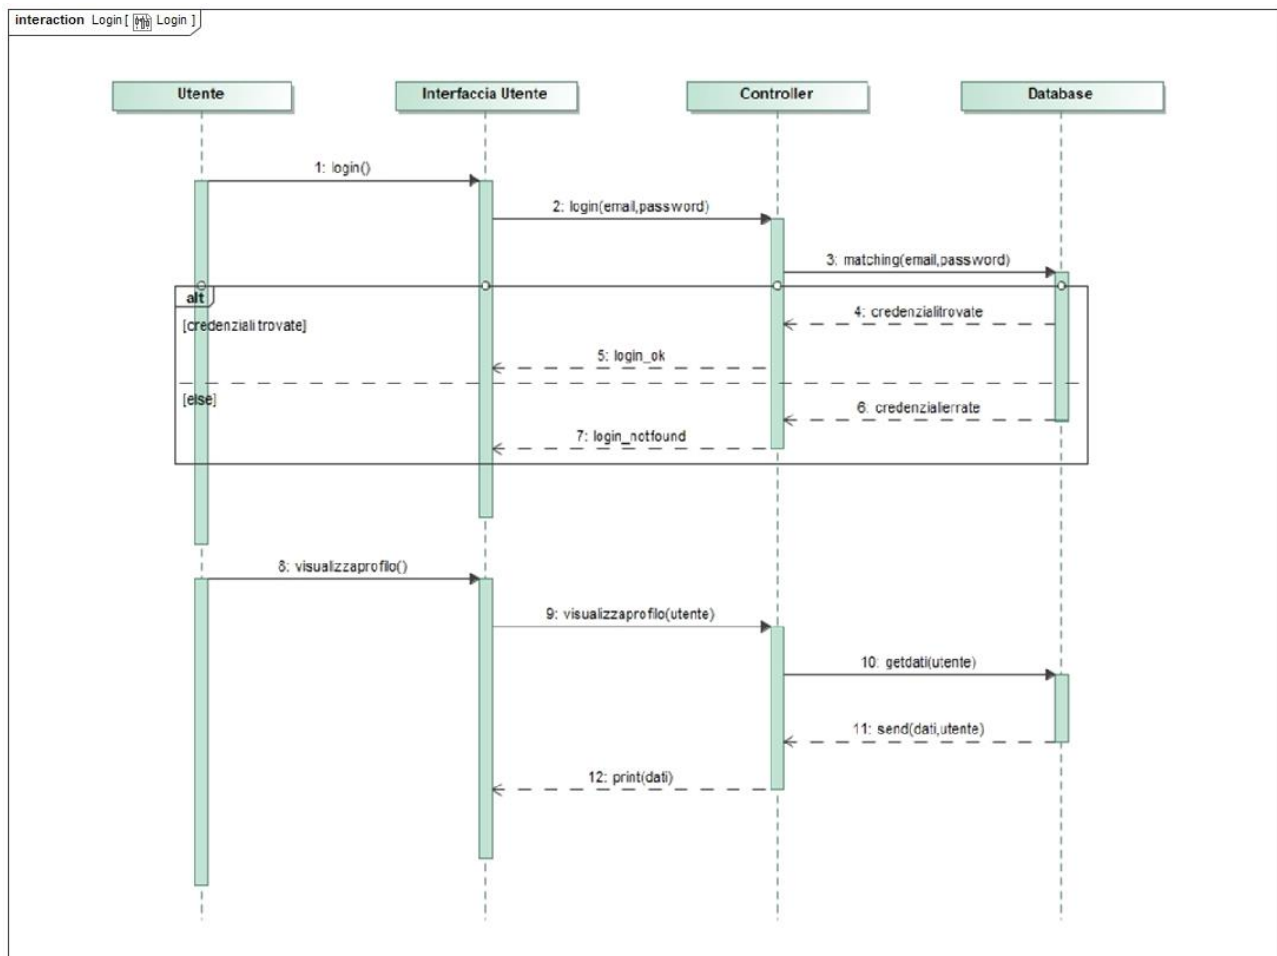 interaction Login [ Login ]
Utente
Interfaccia Utente
Controller
Database
1: login()
2: login(email,password)
3: matching(email,password)
alt
[credenziali trovate]
4: credenzialitrovate
5: login_ok
[else]
6: credenzialierrate
7: login_notfound
8: visualizzaprofilo()
9: visualizzaprofilo(utente)
10: getdati(utente)
11: send(dati,utente)
12: print(dati)